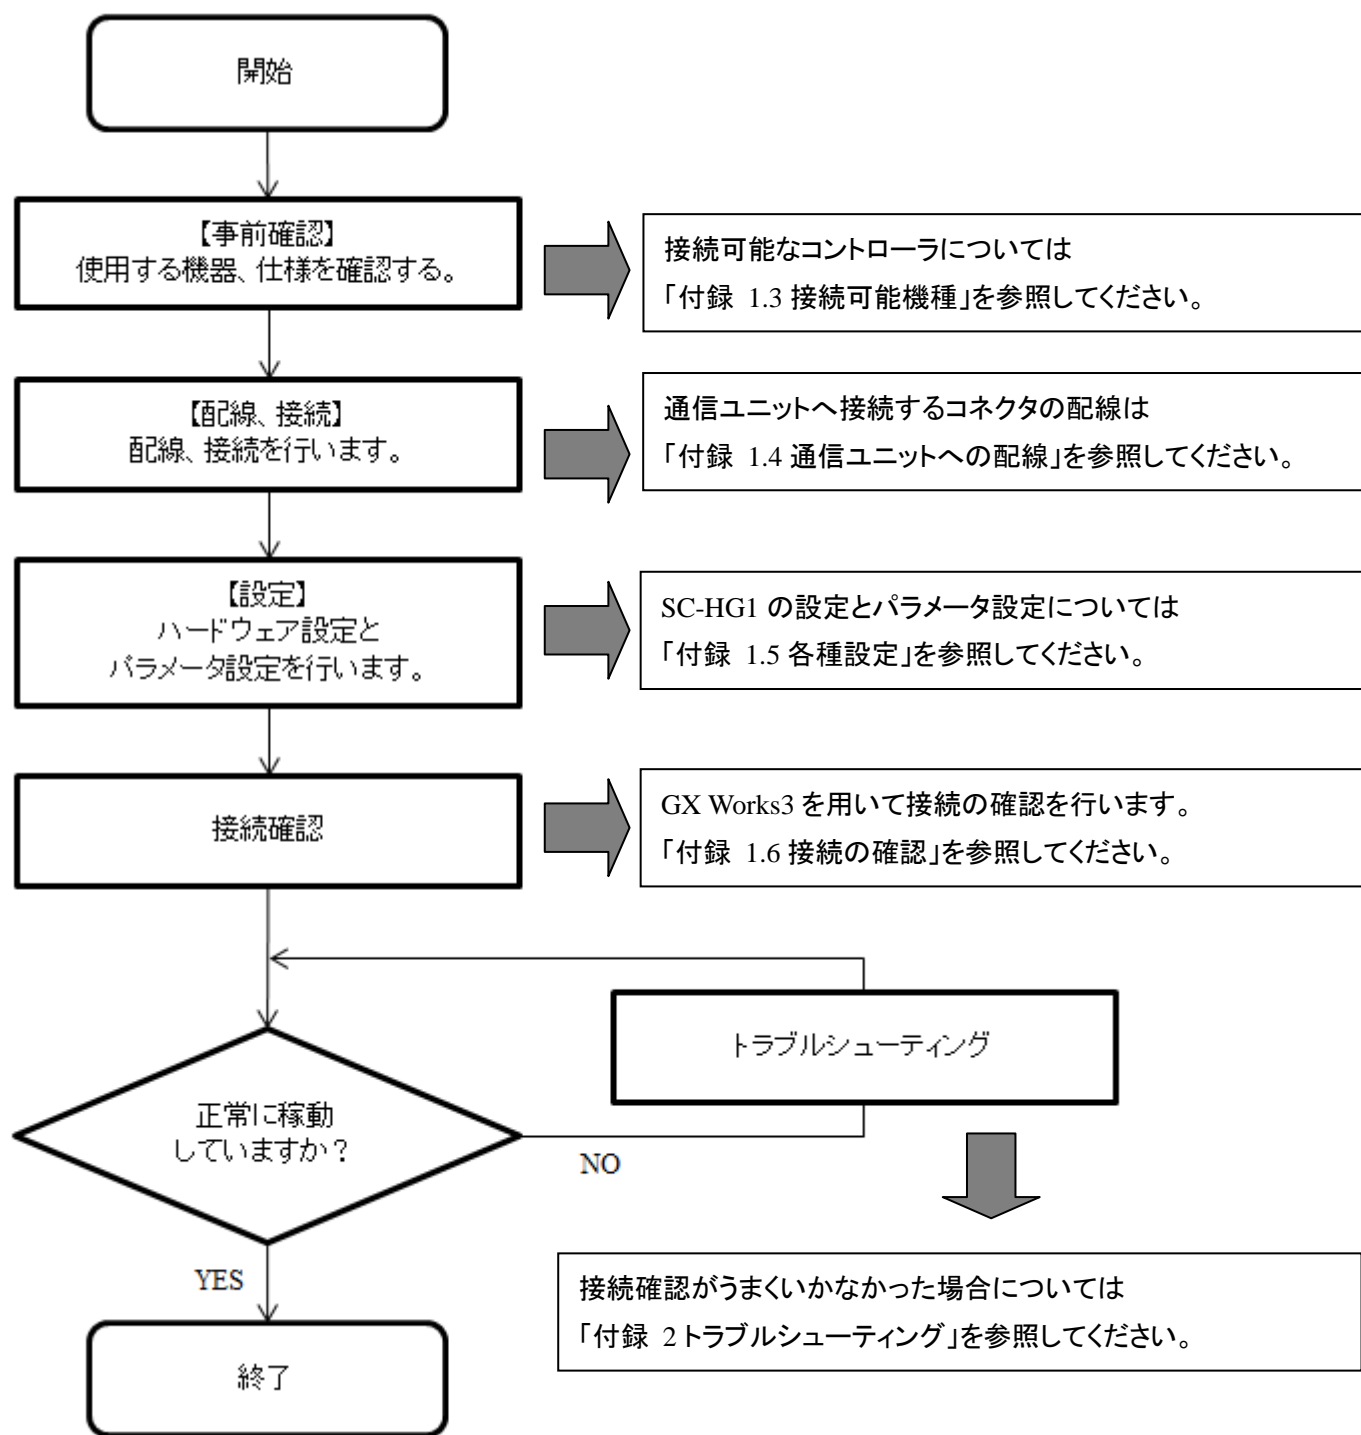 開始
【事前確認】
使用する機器、仕様を確認する。
接続可能なコントローラについては
「付録 1.3 接続可能機種」を参照してください。
【配線、接続】
配線、接続を行います。
通信ユニットへ接続するコネクタの配線は
「付録 1.4 通信ユニットへの配線」を参照してください。
【設定】
ハードウェア設定と
パラメータ設定を行います。
SC-HG1 の設定とパラメータ設定については
「付録 1.5 各種設定」を参照してください。
接続確認
GX Works3 を用いて接続の確認を行います。
「付録 1.6 接続の確認」を参照してください。
トラブルシューティング
正常に稼動
していますか？
NO
YES
接続確認がうまくいかなかった場合については
「付録 2 トラブルシューティング」を参照してください。
終了